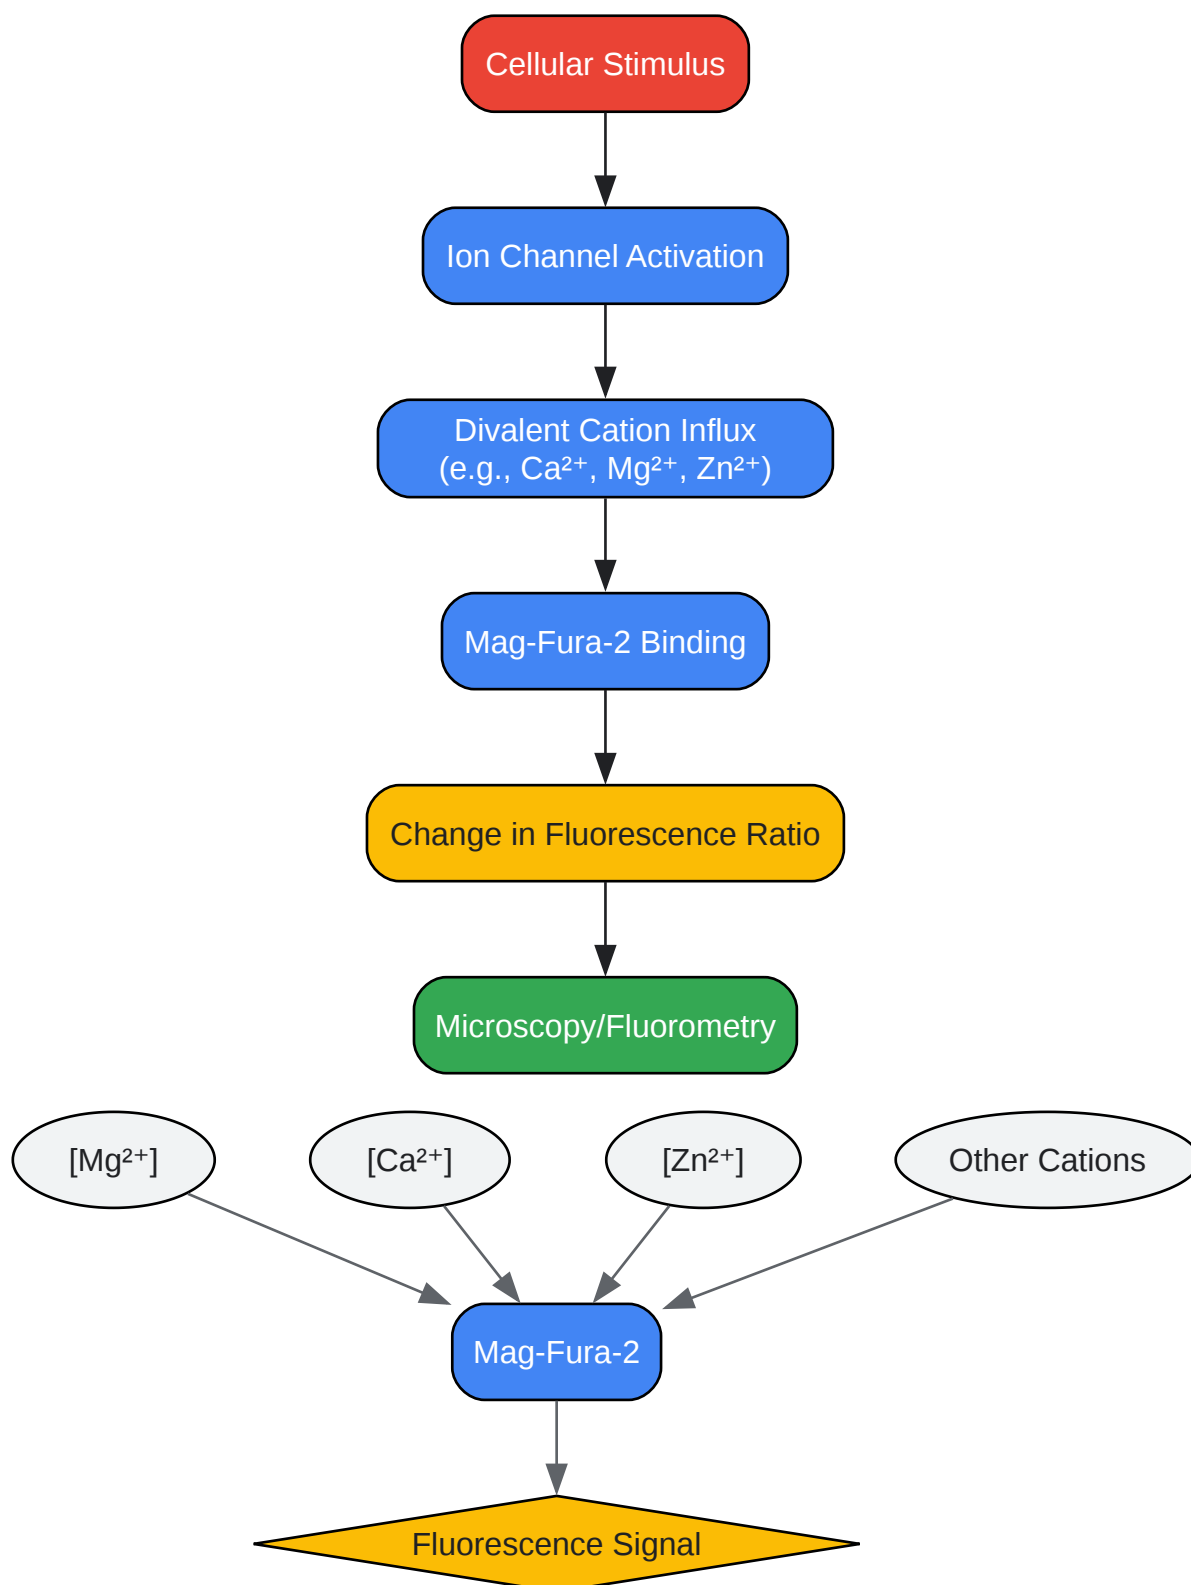 Cellular Stimulus
Ion Channel Activation
Divalent Cation Influx
(e.g., Ca²⁺, Mg²⁺, Zn²⁺)
Mag-Fura-2 Binding
Change in Fluorescence Ratio
Microscopy/Fluorometry
[Mg²⁺]
[Ca²⁺]
[Zn²⁺]
Other Cations
Mag-Fura-2
Fluorescence Signal